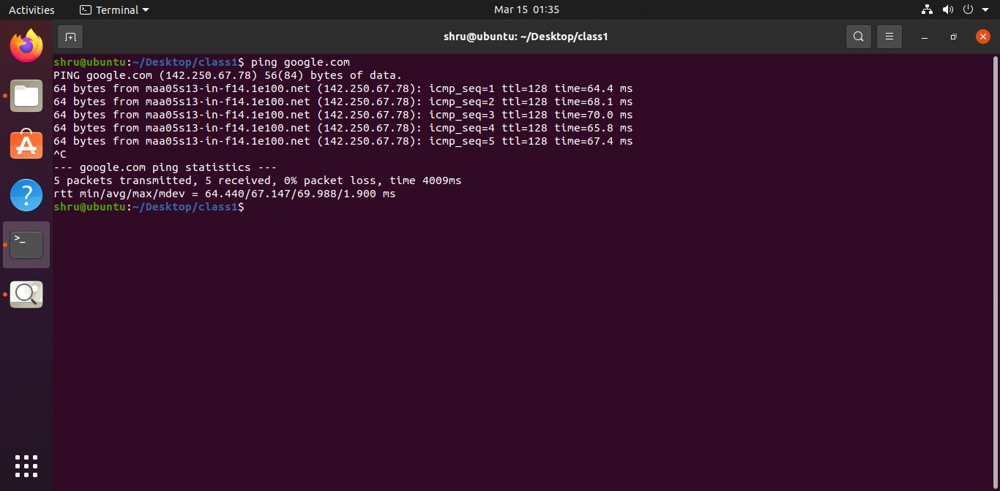 Activities Terminal Mar 15 01:35
shru@ubuntu: ~/Desktop/class1
shru@ubuntu:~/Desktop/class1$ ping google.com
PING google.com (142.250.67.78) 56(84) bytes of data.
64 bytes from maa05s13-in-f14.1e100.net (142.250.67.78): icmp_seq=1 ttl=128 time=64.4 ms
64 bytes from maa05s13-in-f14.1e100.net (142.250.67.78): icmp_seq=2 ttl=128 time=68.1 ms
64 bytes from maa05s13-in-f14.1e100.net (142.250.67.78): icmp_seq=3 ttl=128 time=70.0 ms
64 bytes from maa05s13-in-f14.1e100.net (142.250.67.78): icmp_seq=4 ttl=128 time=65.8 ms
64 bytes from maa05s13-in-f14.1e100.net (142.250.67.78): icmp_seq=5 ttl=128 time=67.4 ms
^C
--- google.com ping statistics ---
5 packets transmitted, 5 received, 0% packet loss, time 4009ms
rtt min/avg/max/mdev = 64.440/67.147/69.988/1.900 ms
shru@ubuntu:~/Desktop/class1$